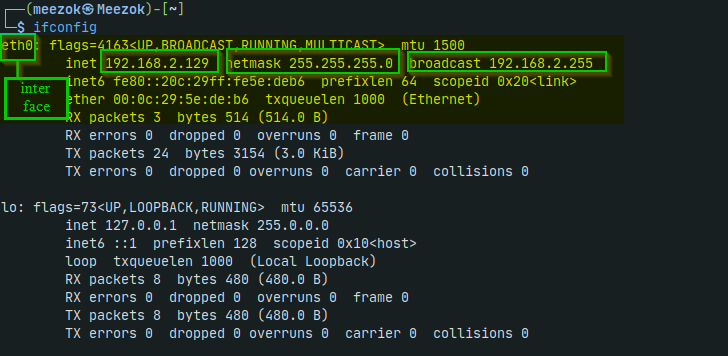 ┌──(meezok㉿Meezok)-[~]
└─$ ifconfig
eth0: flags=4163<UP,BROADCAST,RUNNING,MULTICAST>  mtu 1500
inet 192.168.2.129  netmask 255.255.255.0  broadcast 192.168.2.255
inet6 fe80::20c:29ff:fe5e:deb6  prefixlen 64  scopeid 0x20<link>
inter
face
ether 00:0c:29:5e:de:b6  txqueuelen 1000  (Ethernet)
RX packets 3  bytes 514 (514.0 B)
RX errors 0  dropped 0  overruns 0  frame 0
TX packets 24  bytes 3154 (3.0 KiB)
TX errors 0  dropped 0 overruns 0  carrier 0  collisions 0
lo: flags=73<UP,LOOPBACK,RUNNING>  mtu 65536
inet 127.0.0.1  netmask 255.0.0.0
inet6 ::1  prefixlen 128  scopeid 0x10<host>
loop  txqueuelen 1000  (Local Loopback)
RX packets 8  bytes 480 (480.0 B)
RX errors 0  dropped 0  overruns 0  frame 0
TX packets 8  bytes 480 (480.0 B)
TX errors 0  dropped 0 overruns 0  carrier 0  collisions 0